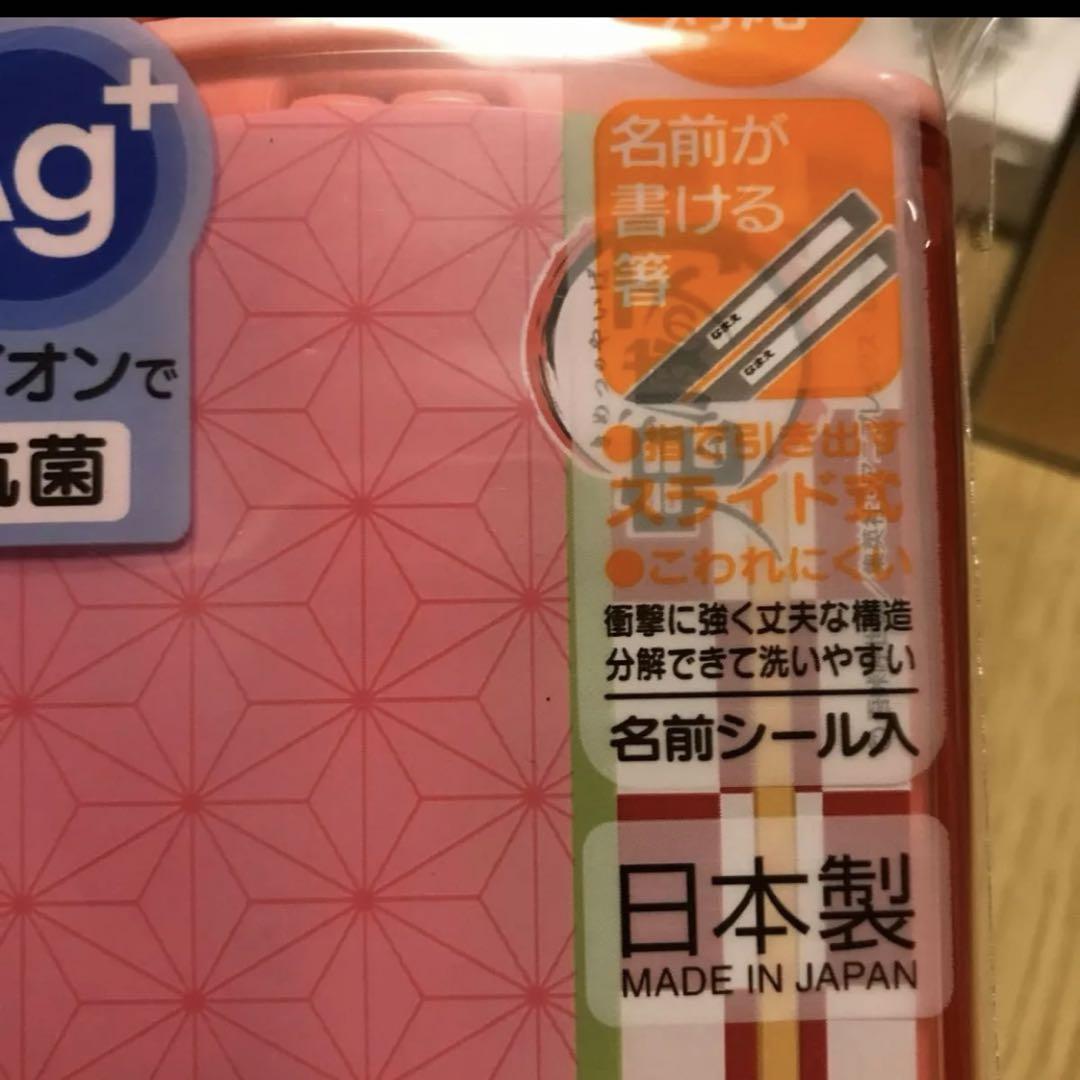 Ag+
イオンで
抗菌
名前が
書ける
箸
なまえ
なまえ
●指で引き出す
スライド式
●こわれにくい
衝撃に強く丈夫な構造
分解できて洗いやすい
名前シール入
日本製
MADE IN JAPAN